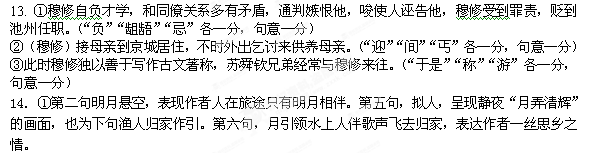 13. ①穆修自负才学，和同僚关系多有矛盾，通判嫉恨他，唆使人诬告他，穆修受到罪责，贬到
池州任职。（“负”“龃龉”“忌”各一分，句意一分）
②（穆修）接母亲到京城居住，不时外出乞讨来供养母亲。（“迎”“间”“丐”各一分，句意一分）
③此时穆修独以善于写作古文著称，苏舜钦兄弟经常与穆修来往。（“于是”“称”“游”各一分，
句意一分）
14. ①第二句明月悬空，表现作者人在旅途只有明月相伴。第五句，拟人，呈现静夜“月弄清辉”
的画面，也为下句渔人归家作引。第六句，月引领水上人伴歌声飞去归家，表达作者一丝思乡之
情。